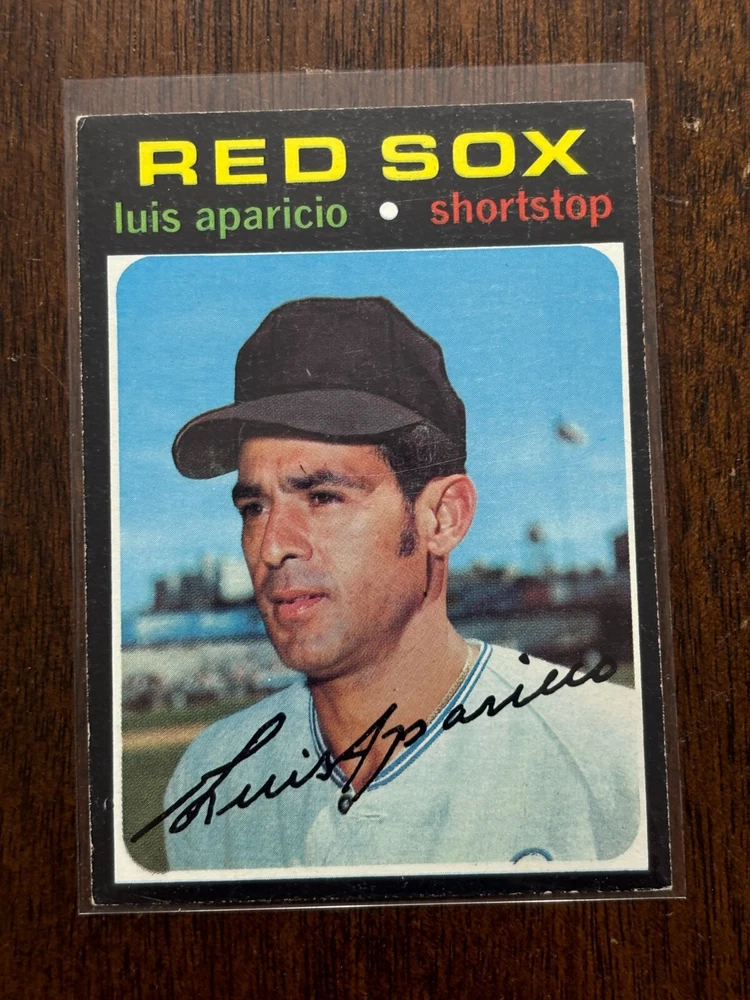 RED SOX
luis aparicio • shortstop
Luis Aparicio